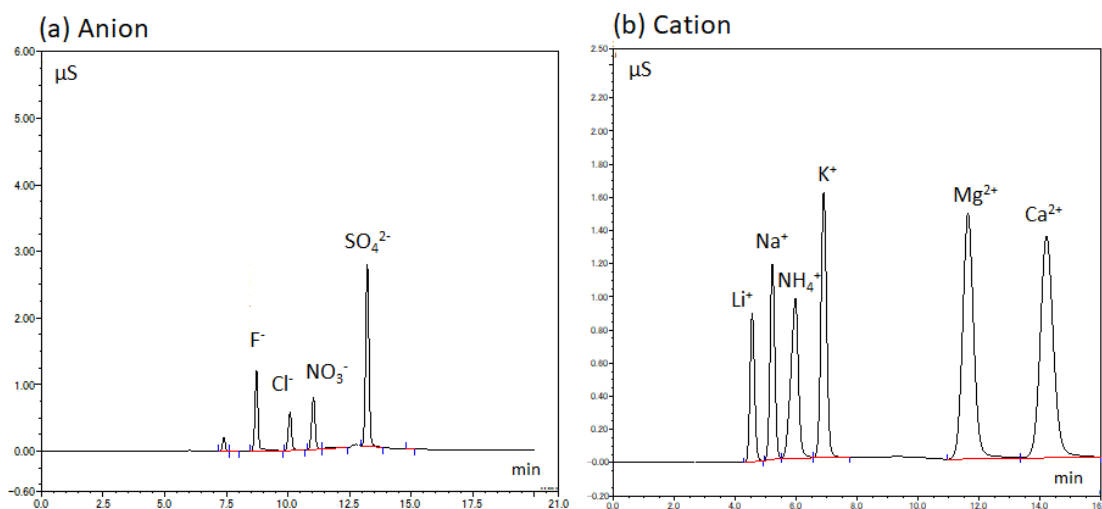 (a) Anion
6.00
5.00
4.00
3.00
2.00
1.00
0.00
−0.60
µS
F⁻
Cl⁻
NO₃⁻
SO₄²⁻
min
0.0 2.5 5.0 7.5 10.0 12.5 15.0 17.5 21.0
(b) Cation
2.50
2.20
2.00
1.80
1.60
1.40
1.20
1.00
0.80
0.60
0.40
0.20
−0.00
−0.20
µS
Li⁺
Na⁺
NH₄⁺
K⁺
Mg²⁺
Ca²⁺
min
0.0 2.0 4.0 6.0 8.0 10.0 12.0 14.0 16.